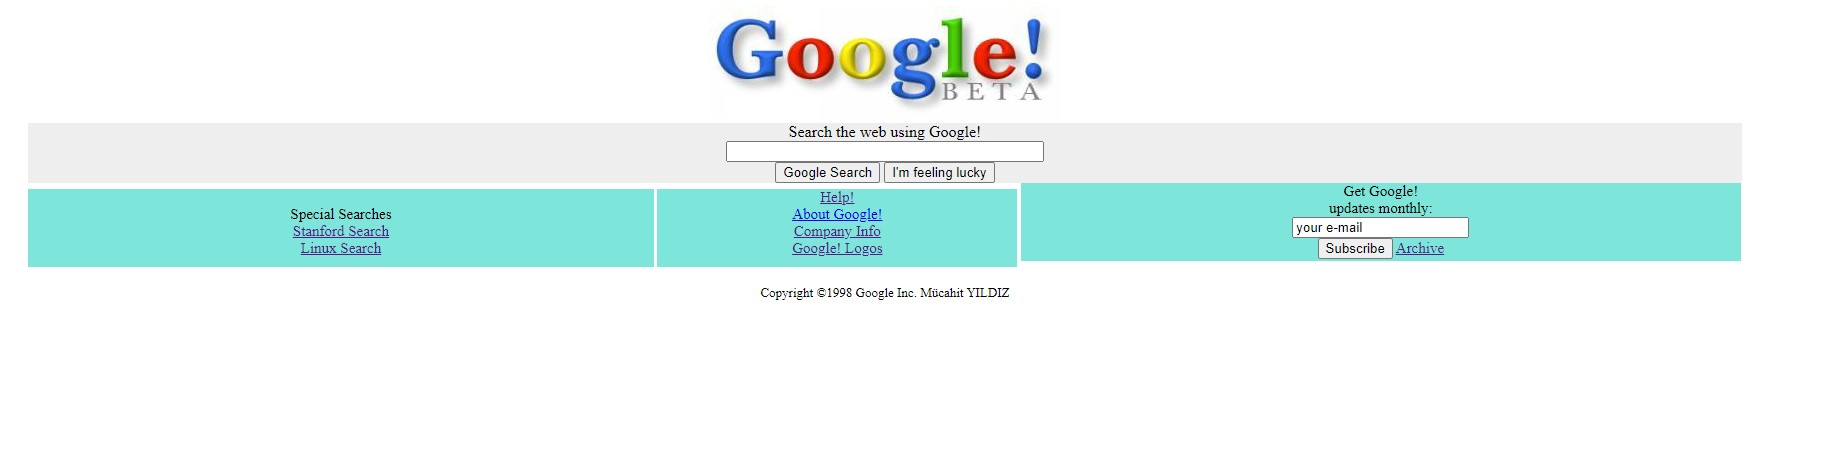 Google!
BETA
Search the web using Google!
Google Search I'm feeling lucky
Special Searches
Stanford Search
Linux Search
Help!
About Google!
Company Info
Google! Logos
Get Google!
updates monthly:
your e-mail
Subscribe Archive
Copyright ©1998 Google Inc. Mücahit YILDIZ